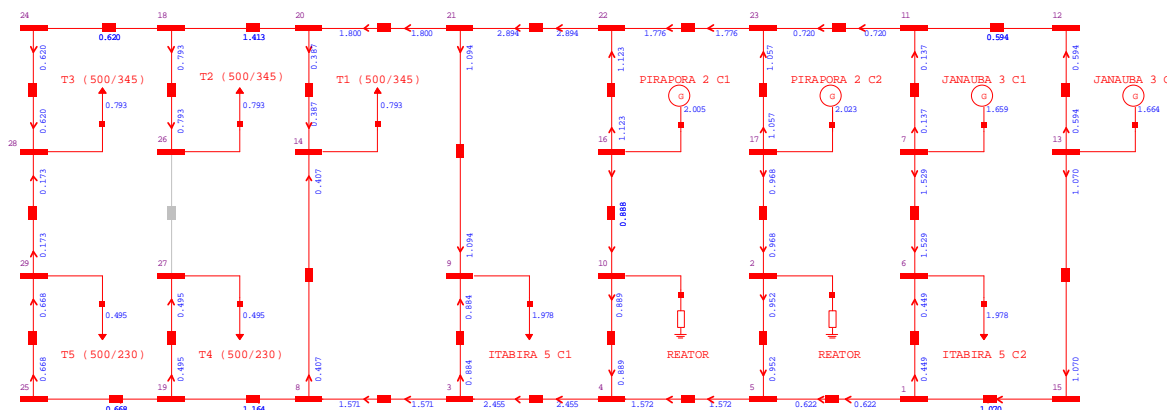 24 18 20 21 22 23 11 12
0.620 1.413 1.800 1.800 2.894 2.894 1.776 1.776 0.720 0.720 0.594
0.620 0.793 0.387 1.094 1.123 1.057 0.137 0.594
T3 (500/345) T2 (500/345) T1 (500/345) PIRAPORA 2 C1 PIRAPORA 2 C2 JANAUBA 3 C1 JANAUBA 3 C
G G G G
0.793 0.793 0.793 2.005 2.023 1.659 1.664
0.620 0.793 0.387 1.123 1.057 0.137 0.594
28 26 14 16 17 7 13
0.173 0.407 0.968 1.529 1.070
0.888
0.173 1.094 0.968 1.529
29 27 9 10 2 6
0.668 0.495 0.884 0.889 0.952 0.449
0.495 0.495 1.978 1.978
T5 (500/230) T4 (500/230) ITABIRA 5 C1 REATOR REATOR ITABIRA 5 C2
0.668 0.495 0.407 0.884 0.889 0.952 0.449 1.070
25 19 8 3 4 5 1 15
0.668 1.164 1.571 1.571 2.455 2.455 1.572 1.572 0.622 0.622 1.070